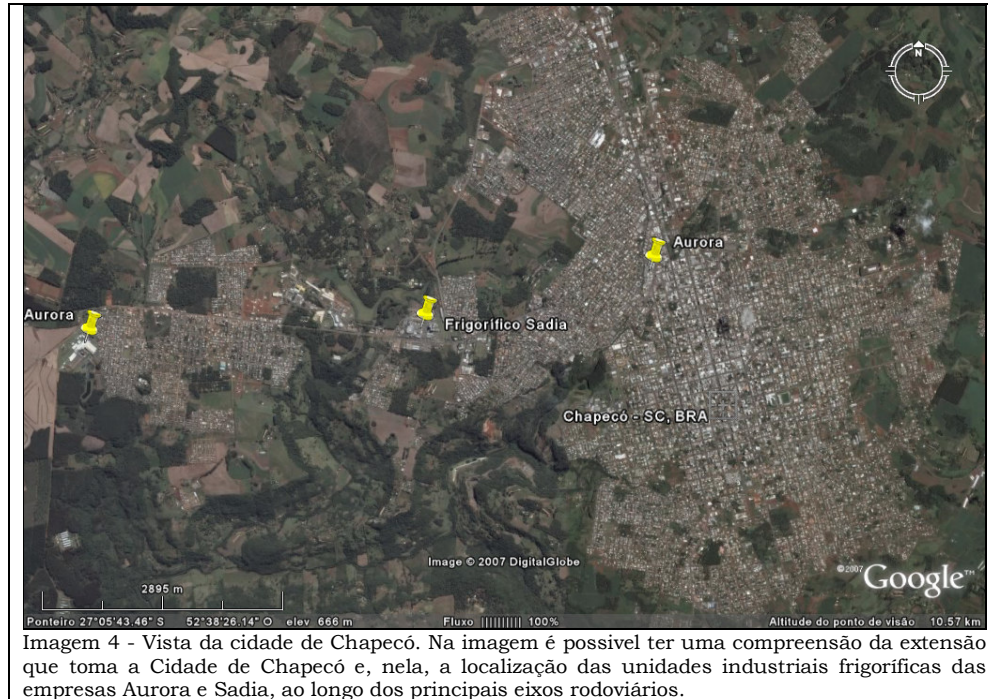 N
Aurora
Aurora
Frigorífico Sadia
Chapecó - SC, BRA
Image © 2007 DigitalGlobe
©2007 Google™
2895 m
Ponteiro 27°05'43.46" S 52°38'26.14" O elev 666 m Fluxo |||||||||| 100% Altitude do ponto de visão 10.57 km
Imagem 4 - Vista da cidade de Chapecó. Na imagem é possivel ter uma compreensão da extensão
que toma a Cidade de Chapecó e, nela, a localização das unidades industriais frigoríficas das
empresas Aurora e Sadia, ao longo dos principais eixos rodoviários.